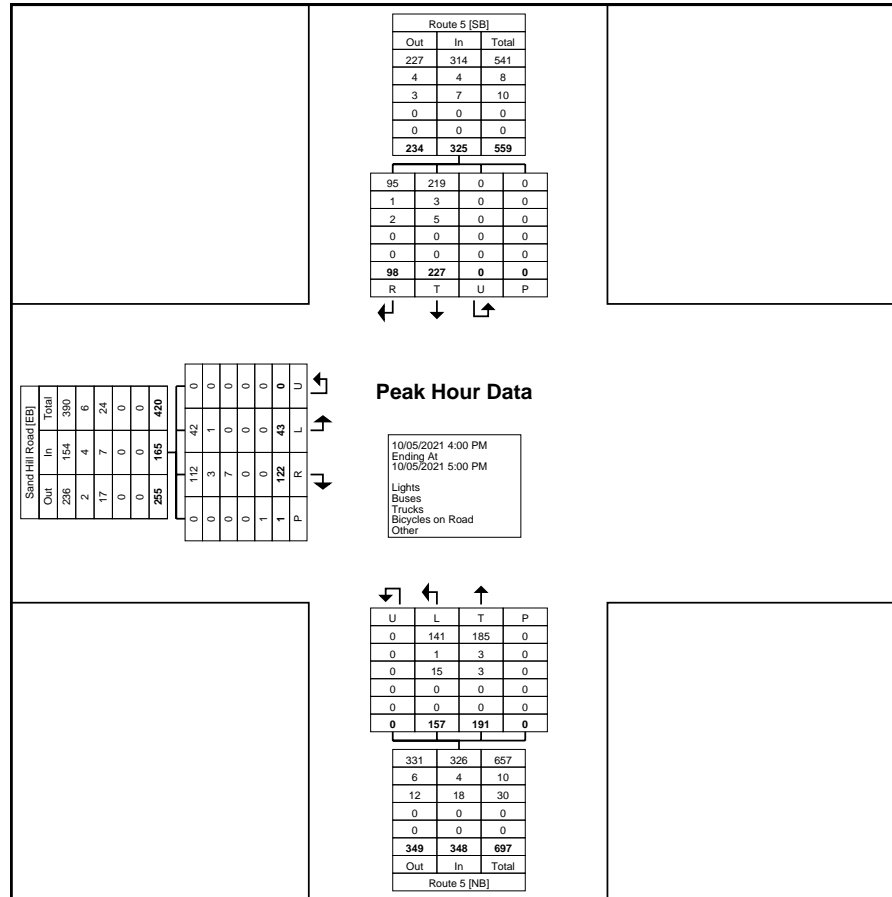 Route 5 [SB]
Out In Total
227 314 541
4 4 8
3 7 10
0 0 0
0 0 0
234 325 559
95 219 0 0
1 3 0 0
2 5 0 0
0 0 0 0
0 0 0 0
98 227 0 0
R T U P
Sand Hill Road [EB]
Out In Total
236 154 390
2 4 6
17 7 24
0 0 0
0 0 0
255 165 420
0 112 42 0
0 3 1 0
0 7 0 0
0 0 0 0
1 0 0 0
1 122 43 0
P R L U
Peak Hour Data
10/05/2021 4:00 PM
Ending At
10/05/2021 5:00 PM
Lights
Buses
Trucks
Bicycles on Road
Other
U L T P
0 141 185 0
0 1 3 0
0 15 3 0
0 0 0 0
0 0 0 0
0 157 191 0
331 326 657
6 4 10
12 18 30
0 0 0
0 0 0
349 348 697
Out In Total
Route 5 [NB]